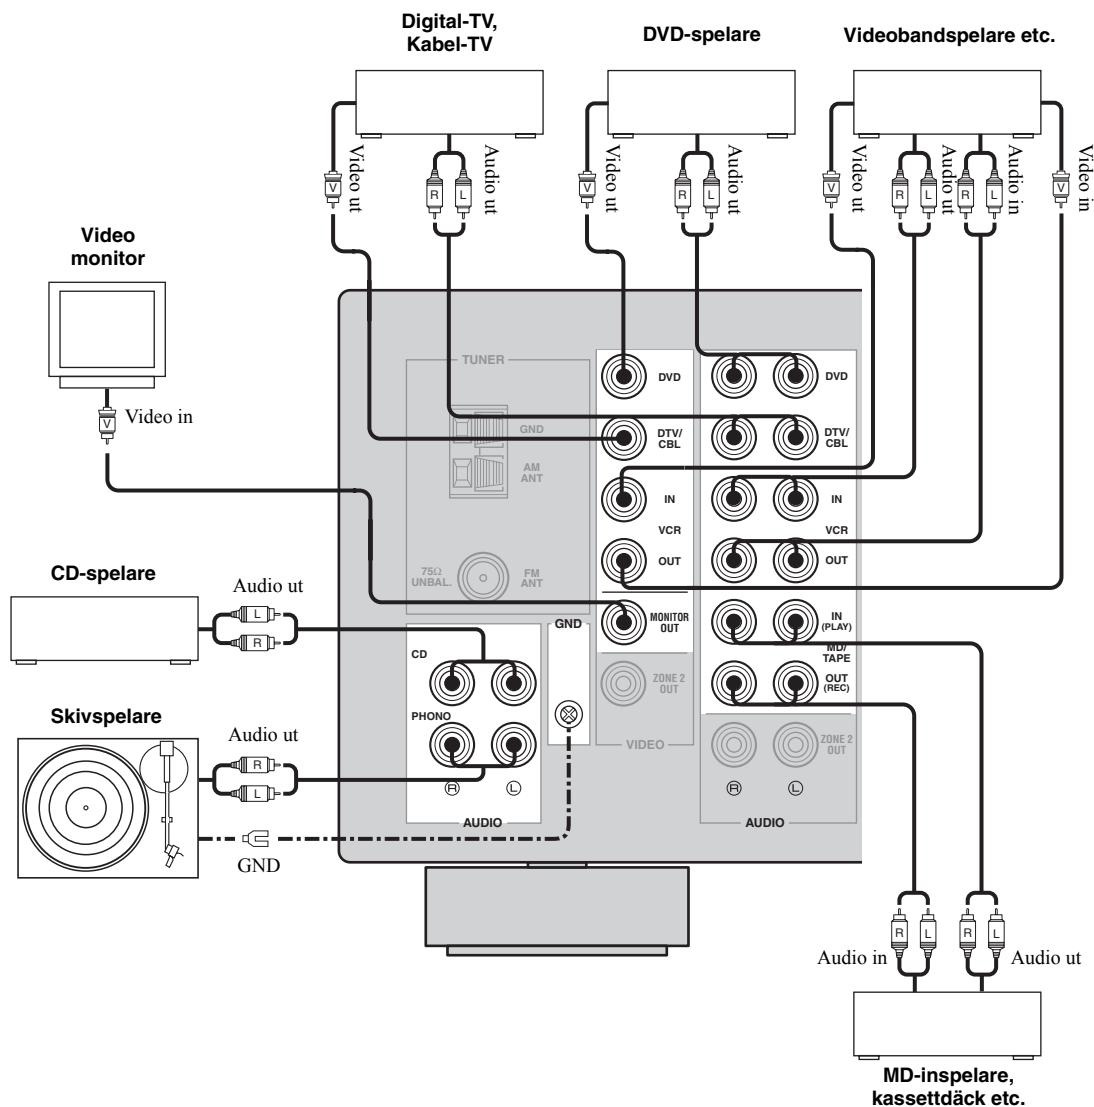 Digital-TV,
Kabel-TV
DVD-spelare
Videobandspelare etc.
Video ut
V
R
L
Audio ut
Video ut
V
R
L
Audio ut
Video ut
V
R
L
Audio ut
R
L
Audio in
V
Video in
Video
monitor
V
Video in
TUNER
GND
AM
ANT
75Ω
UNBAL.
FM
ANT
DVD
DTV/
CBL
IN
VCR
OUT
MONITOR
OUT
ZONE 2
OUT
VIDEO
DVD
DTV/
CBL
IN
VCR
OUT
IN
(PLAY)
MD/
TAPE
OUT
(REC)
ZONE 2
OUT
R
L
AUDIO
CD-spelare
Audio ut
L
R
CD
GND
Skivspelare
Audio ut
R
L
PHONO
R
L
AUDIO
GND
Audio in
R
L
R
L
Audio ut
MD-inspelare,
kassettdäck etc.